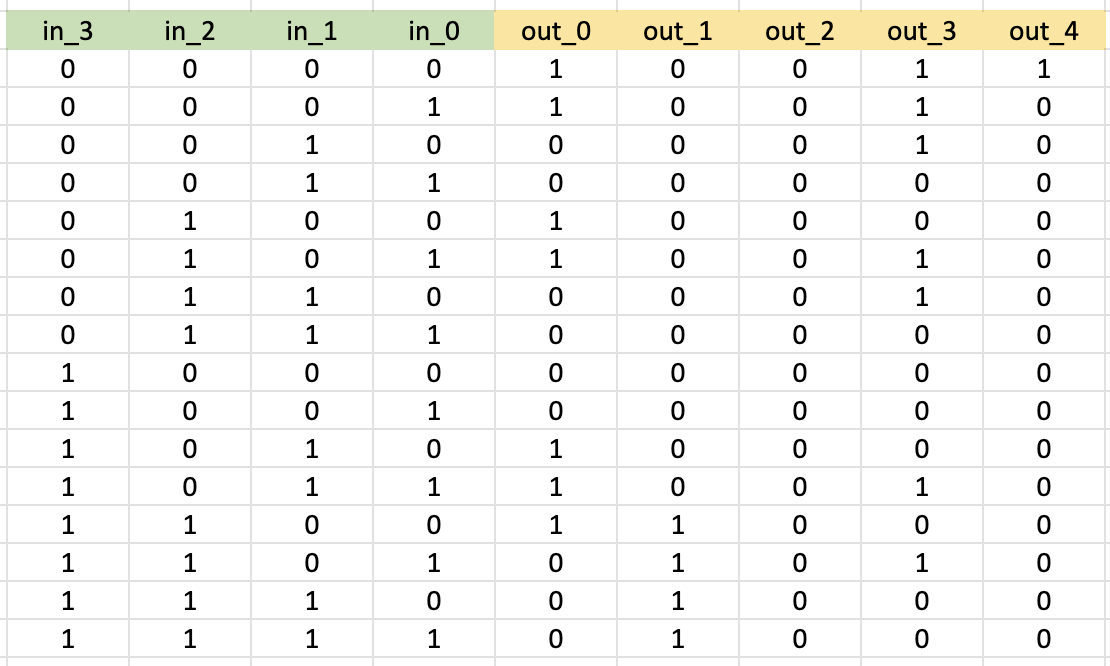 in_3 in_2 in_1 in_0 out_0 out_1 out_2 out_3 out_4
0 0 0 0 1 0 0 1 1
0 0 0 1 1 0 0 1 0
0 0 1 0 0 0 0 1 0
0 0 1 1 0 0 0 0 0
0 1 0 0 1 0 0 0 0
0 1 0 1 1 0 0 1 0
0 1 1 0 0 0 0 1 0
0 1 1 1 0 0 0 0 0
1 0 0 0 0 0 0 0 0
1 0 0 1 0 0 0 0 0
1 0 1 0 1 0 0 0 0
1 0 1 1 1 0 0 1 0
1 1 0 0 1 1 0 0 0
1 1 0 1 0 1 0 1 0
1 1 1 0 0 1 0 0 0
1 1 1 1 0 1 0 0 0